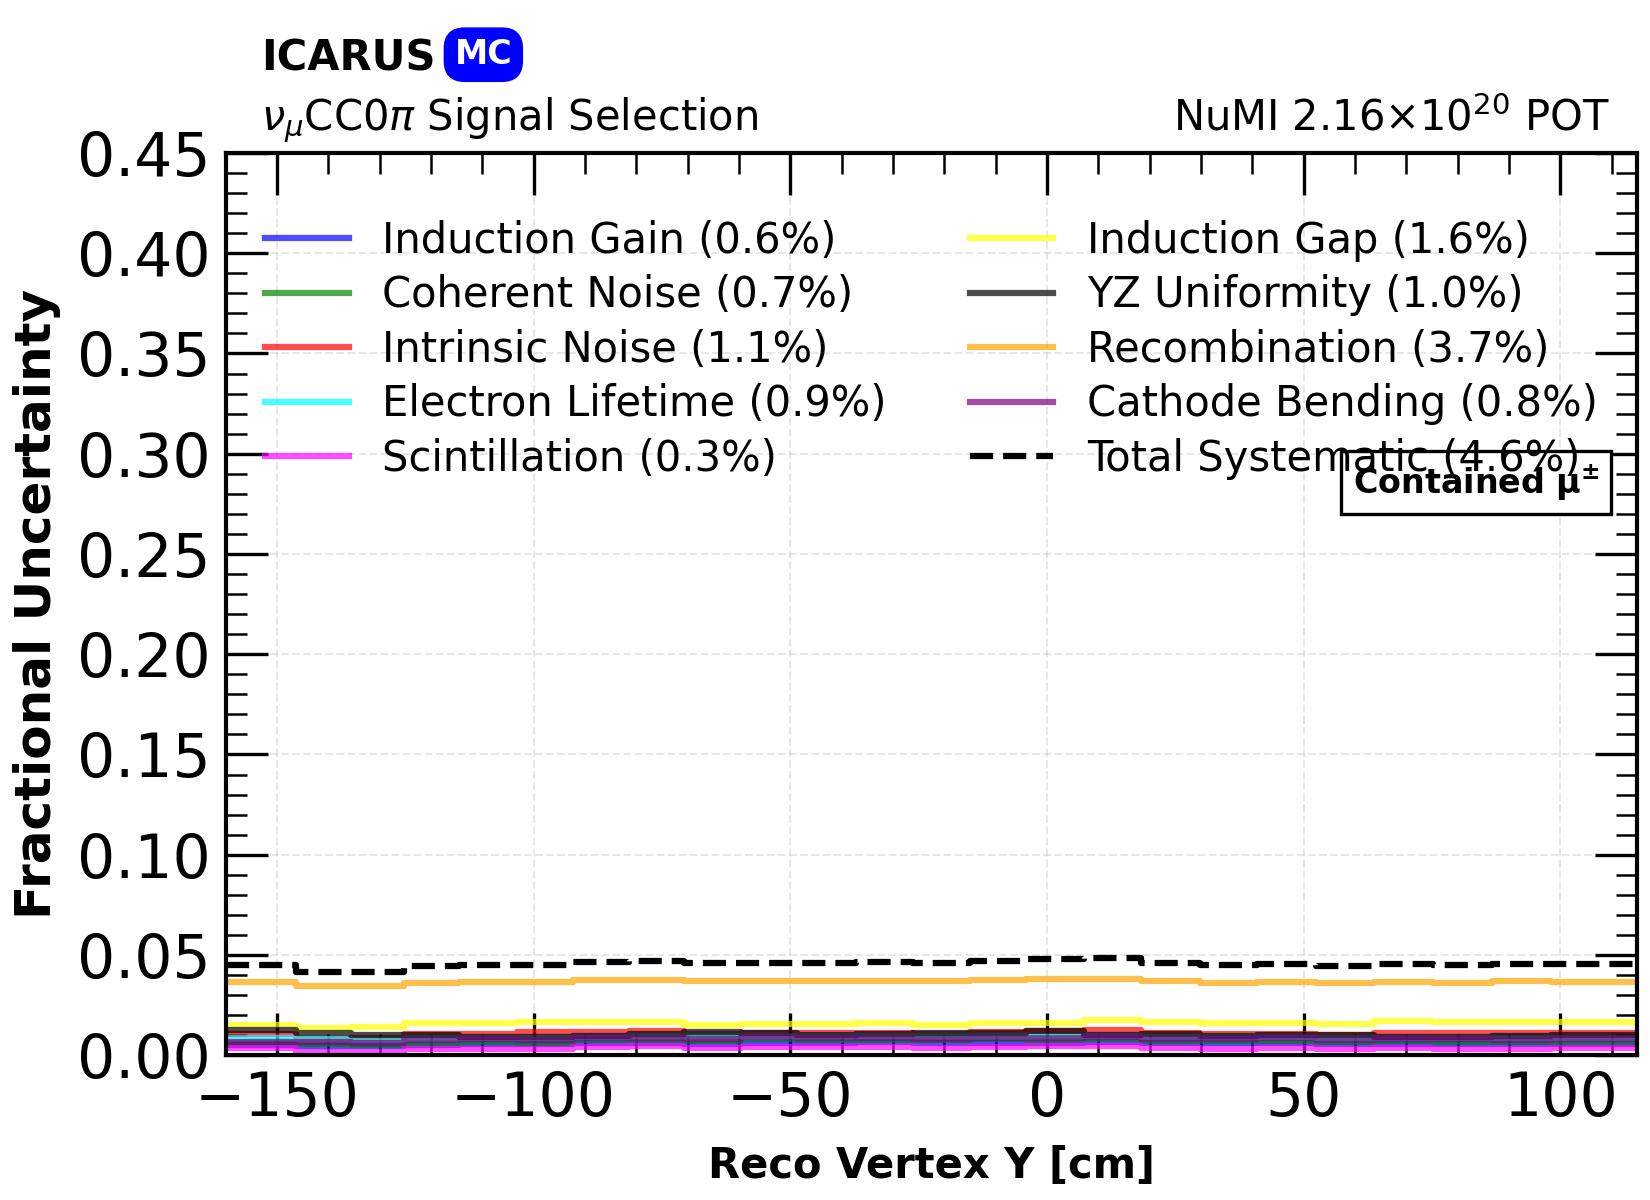 ICARUS MC
νμCC0π Signal Selection
NuMI 2.16×10²⁰ POT
Fractional Uncertainty
0.45
0.40
0.35
0.30
0.25
0.20
0.15
0.10
0.05
0.00
Induction Gain (0.6%)
Coherent Noise (0.7%)
Intrinsic Noise (1.1%)
Electron Lifetime (0.9%)
Scintillation (0.3%)
Induction Gap (1.6%)
YZ Uniformity (1.0%)
Recombination (3.7%)
Cathode Bending (0.8%)
Total Systematic (4.6%)
Contained μ±
−150 −100 −50 0 50 100
Reco Vertex Y [cm]